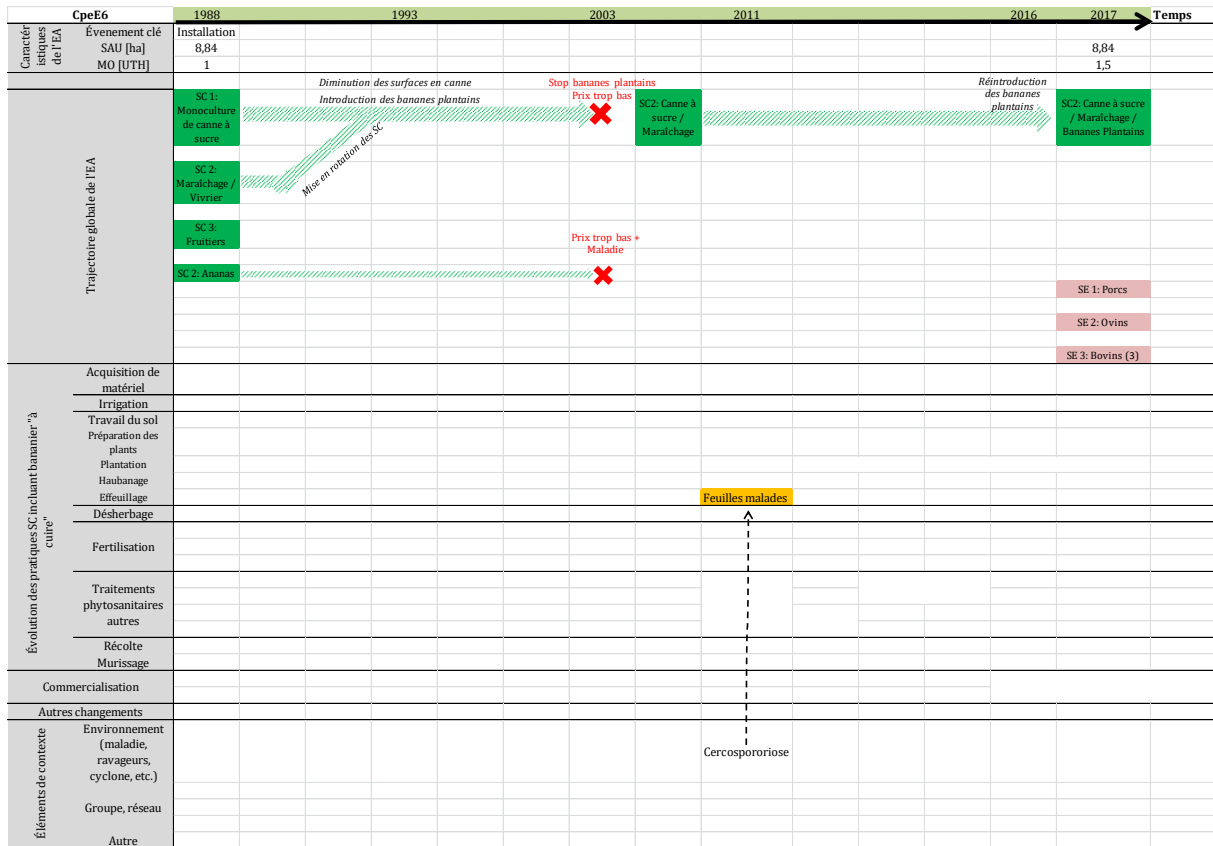 CpeE6 1988 1993 2003 2011 2016 2017 Temps
Caractér
istiques
de l'EA
Évenement clé Installation
SAU [ha] 8,84 8,84
MO [UTH] 1 1,5
Trajectoire globale de l'EA
Diminution des surfaces en canne
Introduction des bananes plantains
Stop bananes plantains
Prix trop bas
Réintroduction
des bananes
plantains
SC 1:
Monoculture
de canne à
sucre
SC2: Canne à
sucre /
Maraîchage
SC2: Canne à sucre
/ Maraîchage /
Bananes Plantains
Mise en rotation des SC
SC 2:
Maraîchage /
Vivrier
SC 3:
Fruitiers
Prix trop bas +
Maladie
SC 2: Ananas
SE 1: Porcs
SE 2: Ovins
SE 3: Bovins (3)
Évolution des pratiques SC incluant bananier "à
cuire"
Acquisition de
matériel
Irrigation
Travail du sol
Préparation des
plants
Plantation
Haubanage
Effeuillage Feuilles malades
Désherbage
Fertilisation
Traitements
phytosanitaires
autres
Récolte
Murissage
Commercialisation
Autres changements
Éléments de contexte
Environnement
(maladie,
ravageurs,
cyclone, etc.)
Cercospororiose
Groupe, réseau
Autre